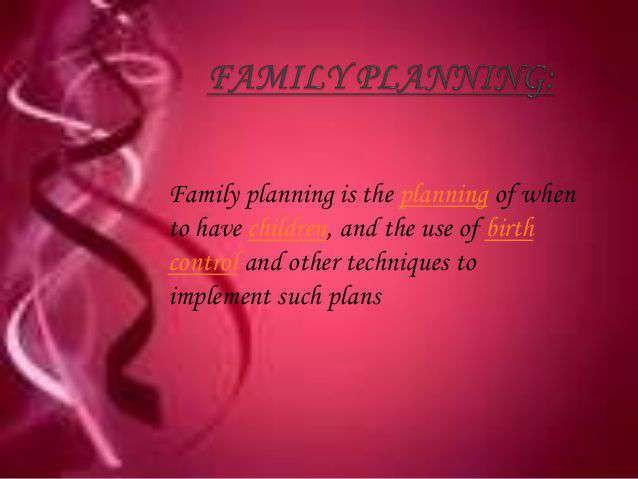 FAMILY PLANNING:
Family planning is the planning of when
to have children, and the use of birth
control and other techniques to
implement such plans